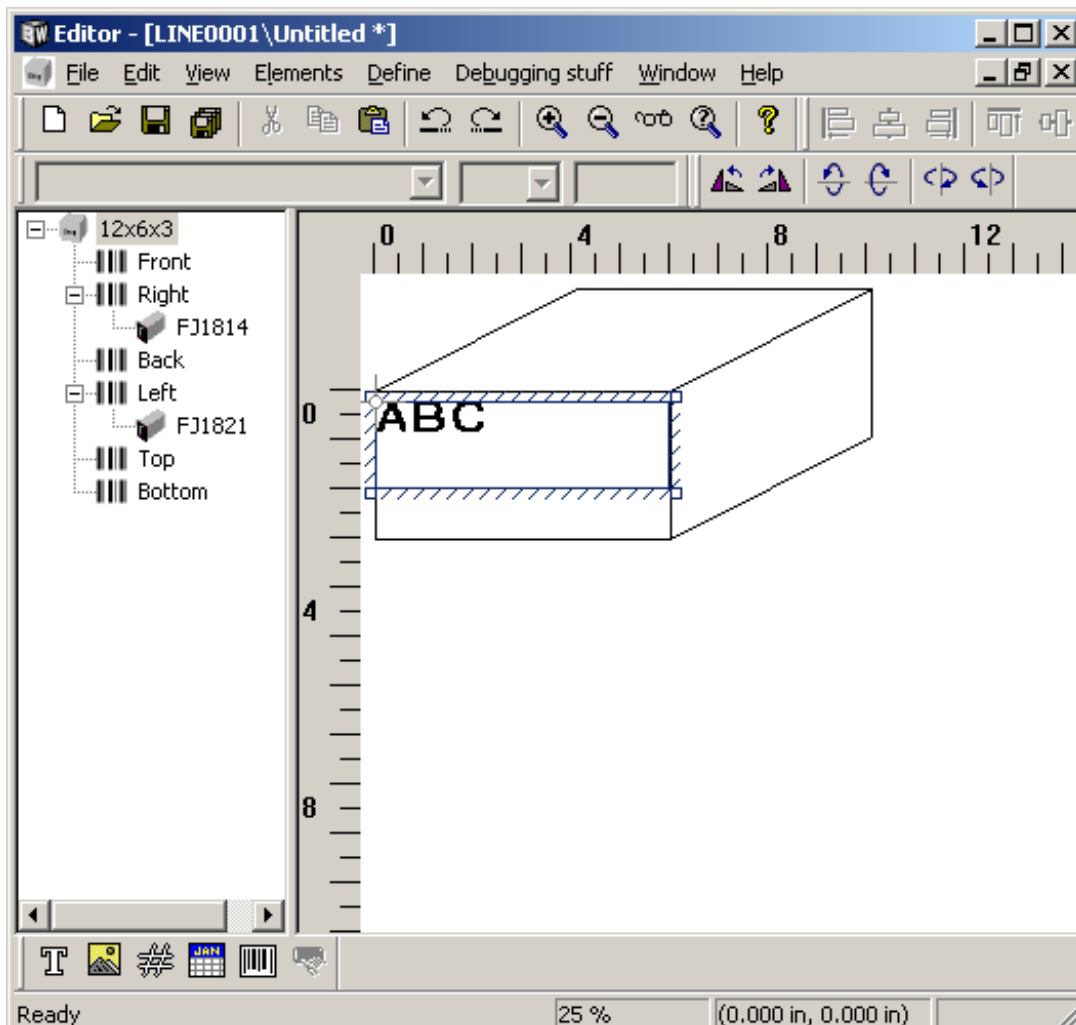 Editor - [LINE0001\Untitled *]
File Edit View Elements Define Debugging stuff Window Help
12x6x3
Front
Right
FJ1814
Back
Left
FJ1821
Top
Bottom
0 4 8 12
0
4
8
ABC
JAN
Ready 25 % (0.000 in, 0.000 in)